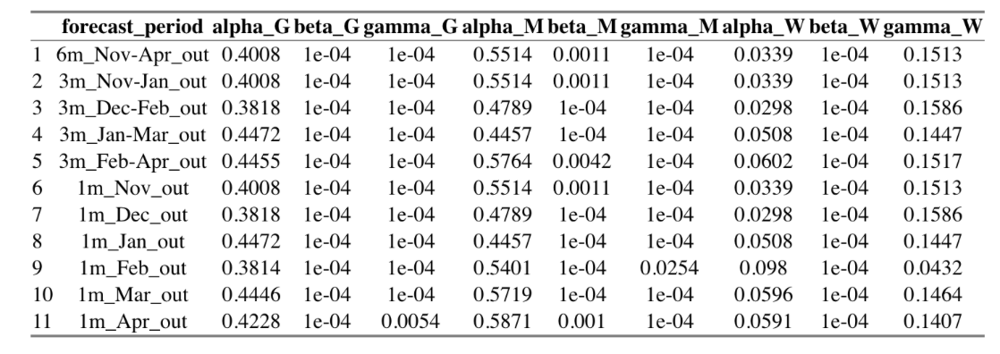 forecast_period alpha_G beta_G gamma_G alpha_M beta_M gamma_M alpha_W beta_W gamma_W
1 6m_Nov-Apr_out 0.4008 1e-04 1e-04 0.5514 0.0011 1e-04 0.0339 1e-04 0.1513
2 3m_Nov-Jan_out 0.4008 1e-04 1e-04 0.5514 0.0011 1e-04 0.0339 1e-04 0.1513
3 3m_Dec-Feb_out 0.3818 1e-04 1e-04 0.4789 1e-04 1e-04 0.0298 1e-04 0.1586
4 3m_Jan-Mar_out 0.4472 1e-04 1e-04 0.4457 1e-04 1e-04 0.0508 1e-04 0.1447
5 3m_Feb-Apr_out 0.4455 1e-04 1e-04 0.5764 0.0042 1e-04 0.0602 1e-04 0.1517
6 1m_Nov_out 0.4008 1e-04 1e-04 0.5514 0.0011 1e-04 0.0339 1e-04 0.1513
7 1m_Dec_out 0.3818 1e-04 1e-04 0.4789 1e-04 1e-04 0.0298 1e-04 0.1586
8 1m_Jan_out 0.4472 1e-04 1e-04 0.4457 1e-04 1e-04 0.0508 1e-04 0.1447
9 1m_Feb_out 0.3814 1e-04 1e-04 0.5401 1e-04 0.0254 0.098 1e-04 0.0432
10 1m_Mar_out 0.4446 1e-04 1e-04 0.5719 1e-04 1e-04 0.0596 1e-04 0.1464
11 1m_Apr_out 0.4228 1e-04 0.0054 0.5871 0.001 1e-04 0.0591 1e-04 0.1407